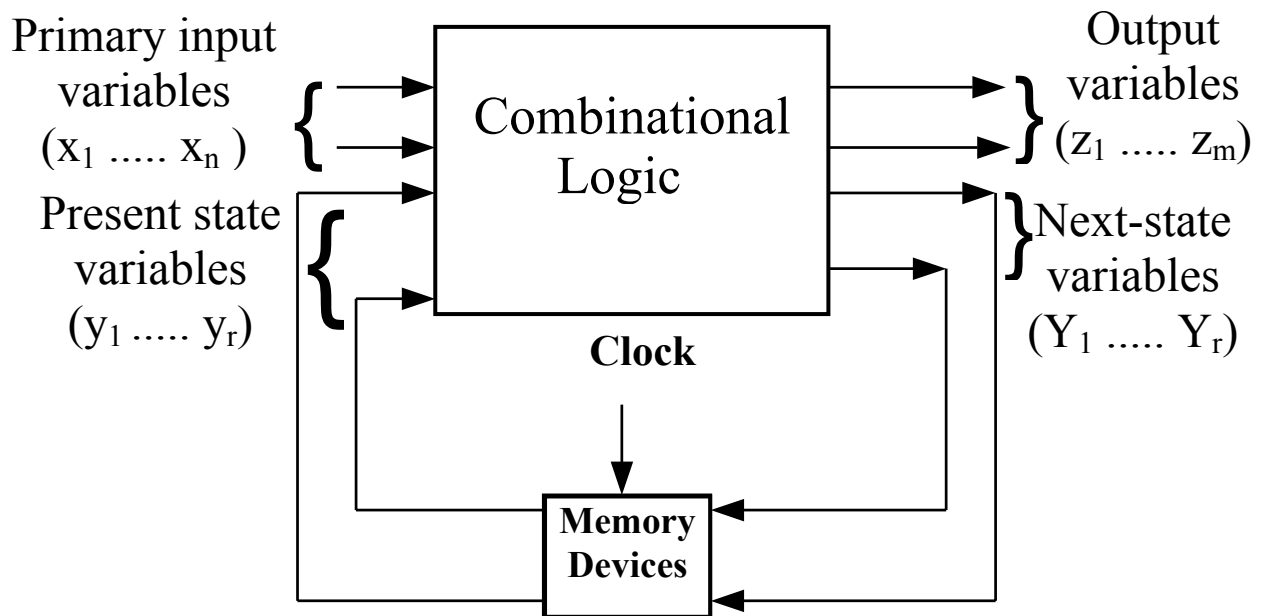 Primary input
variables
(x₁ ..... xₙ )
Present state
variables
(y₁ ..... yᵣ)
Combinational
Logic
Clock
Memory
Devices
Output
variables
(z₁ ..... zₘ)
Next-state
variables
(Y₁ ..... Yᵣ)